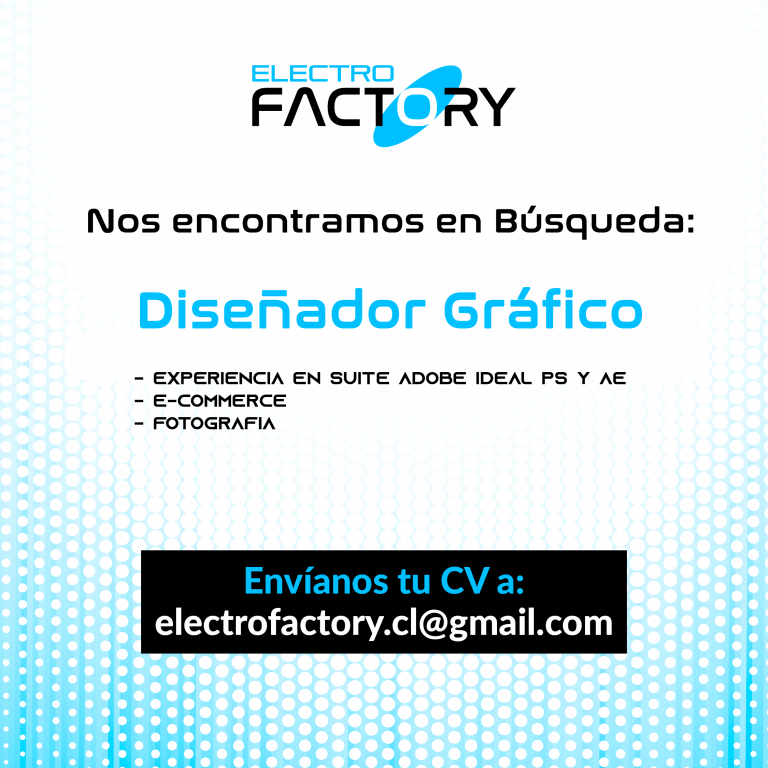 ELECTRO
FACTORY
Nos encontramos en Búsqueda:
Diseñador Gráfico
- EXPERIENCIA EN SUITE ADOBE IDEAL PS Y AE
- E-COMMERCE
- FOTOGRAFIA
Envíanos tu CV a:
electrofactory.cl@gmail.com